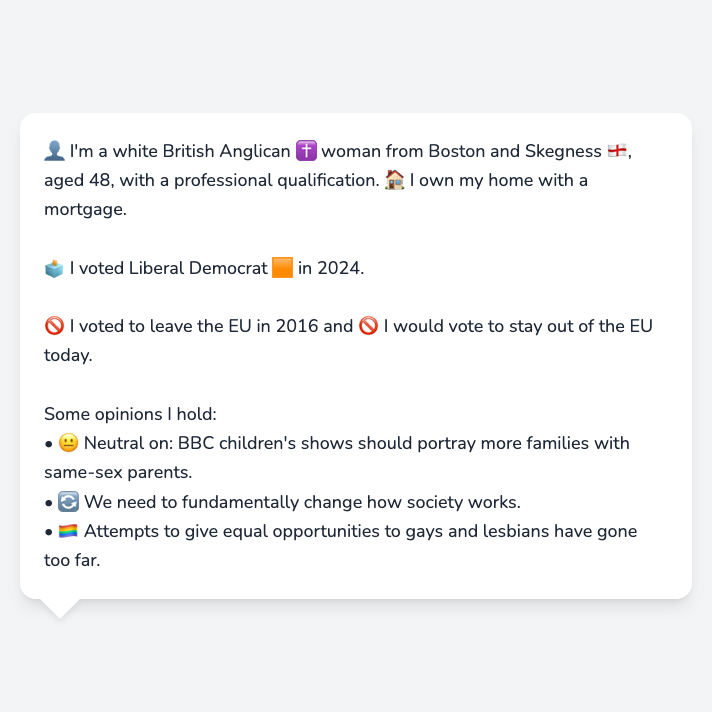 👤 I'm a white British Anglican ✝️ woman from Boston and Skegness 🏴󠁧󠁢󠁥󠁮󠁧󠁿,
aged 48, with a professional qualification. 🏠 I own my home with a
mortgage.
🗳️ I voted Liberal Democrat 🟧 in 2024.
🚫 I voted to leave the EU in 2016 and 🚫 I would vote to stay out of the EU
today.
Some opinions I hold:
• 😐 Neutral on: BBC children's shows should portray more families with
same-sex parents.
• 🔄 We need to fundamentally change how society works.
• 🏳️‍🌈 Attempts to give equal opportunities to gays and lesbians have gone
too far.